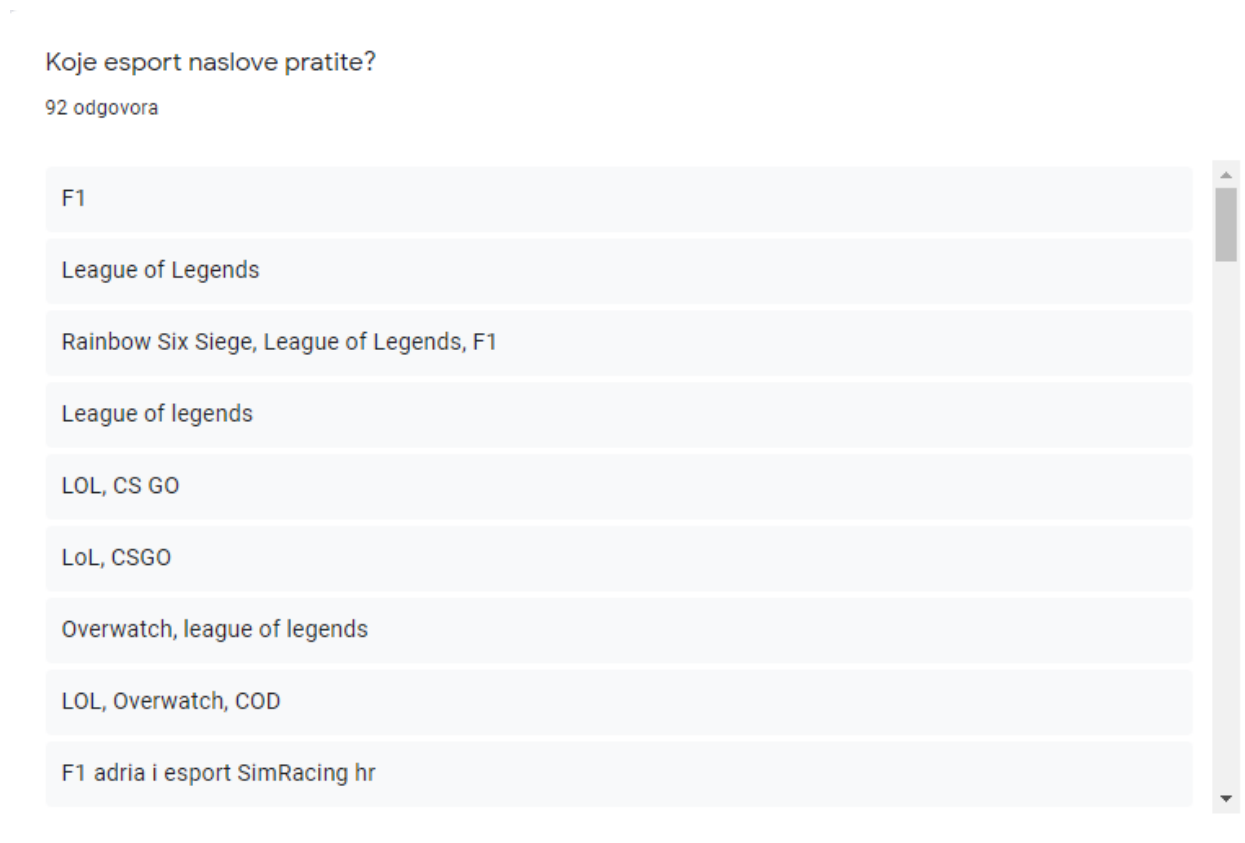 Koje esport naslove pratite?
92 odgovora
F1
League of Legends
Rainbow Six Siege, League of Legends, F1
League of legends
LOL, CS GO
LoL, CSGO
Overwatch, league of legends
LOL, Overwatch, COD
F1 adria i esport SimRacing hr